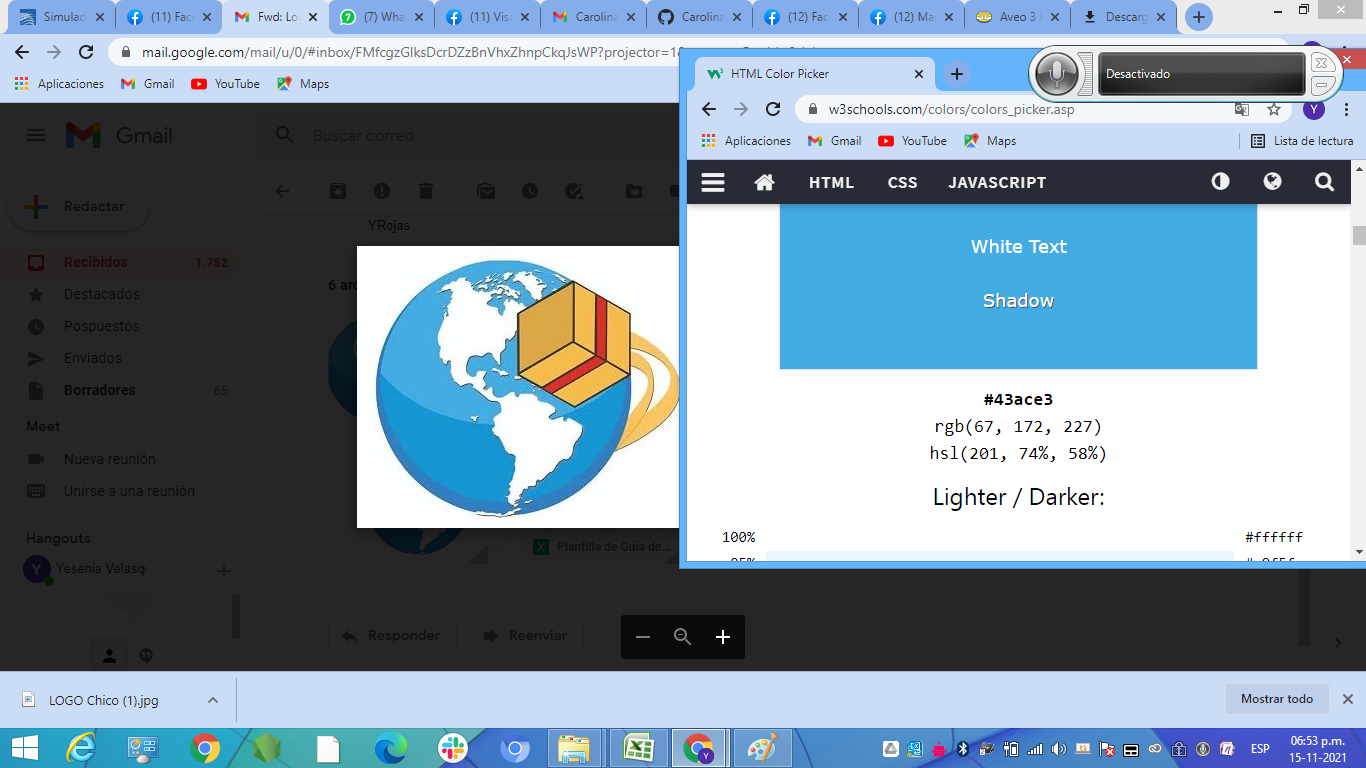 Simulad
(11) Fac
Fwd: Lo
(7) Wha
(11) Vis
Carolina
Carolina
(12) Fac
(12) Ma
Aveo 3
Descarg
mail.google.com/mail/u/0/#inbox/FMfcgzGlksDcrDZzBnVhxZhnpCkqJsWP?projector=1
Aplicaciones
Gmail
YouTube
Maps
HTML Color Picker
Desactivado
w3schools.com/colors/colors_picker.asp
Aplicaciones
Gmail
YouTube
Maps
Lista de lectura
HTML
CSS
JAVASCRIPT
White Text
Shadow
#43ace3
rgb(67, 172, 227)
hsl(201, 74%, 58%)
Lighter / Darker:
100%
#ffffff
Gmail
Buscar correo
Redactar
YRojas
Recibidos
1.752
Destacados
6 arc
Pospuestos
Enviados
Borradores
65
Meet
Nueva reunión
Unirse a una reunión
Hangouts
Plantilla de Guía de...
Yesenia Velasq
Responder
Reenviar
LOGO Chico (1).jpg
Mostrar todo
ESP
06:53 p.m.
15-11-2021